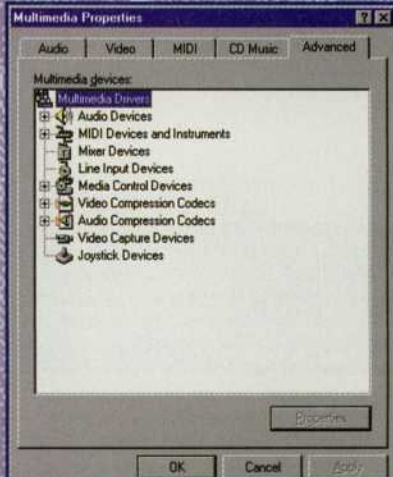 Multimedia Properties
Audio Video MIDI CD Music Advanced
Multimedia devices:
Multimedia Drivers
Audio Devices
MIDI Devices and Instruments
Mixer Devices
Line Input Devices
Media Control Devices
Video Compression Codecs
Audio Compression Codecs
Video Capture Devices
Joystick Devices
Properties
OK Cancel Apply